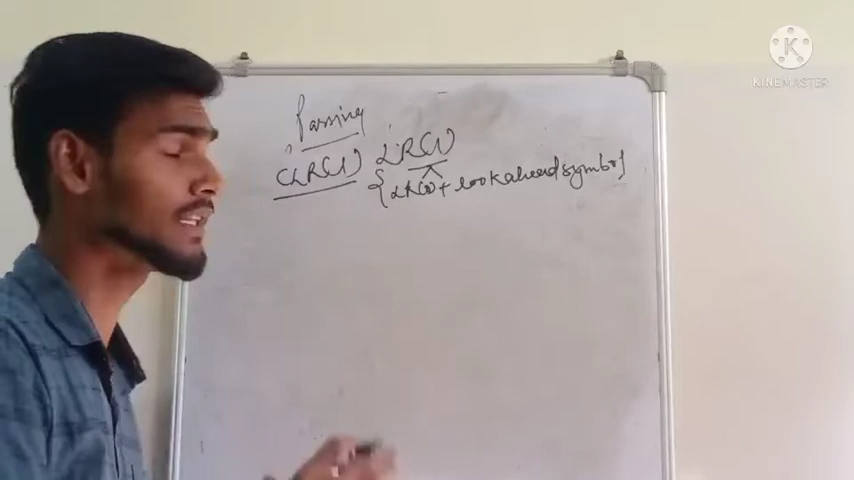 Parsing
CLR(1) LR(1)
{LR(0) + lookahead symbol}
KINEMASTER